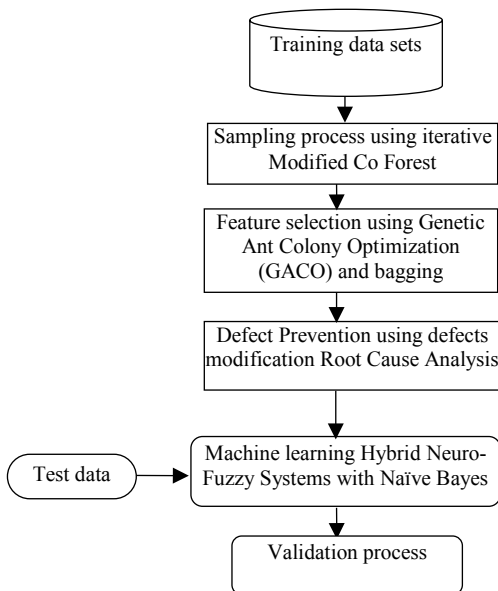 Training data sets
Sampling process using iterative
Modified Co Forest
Feature selection using Genetic
Ant Colony Optimization
(GACO) and bagging
Defect Prevention using defects
modification Root Cause Analysis
Machine learning Hybrid Neuro-
Fuzzy Systems with Naïve Bayes
Test data
Validation process